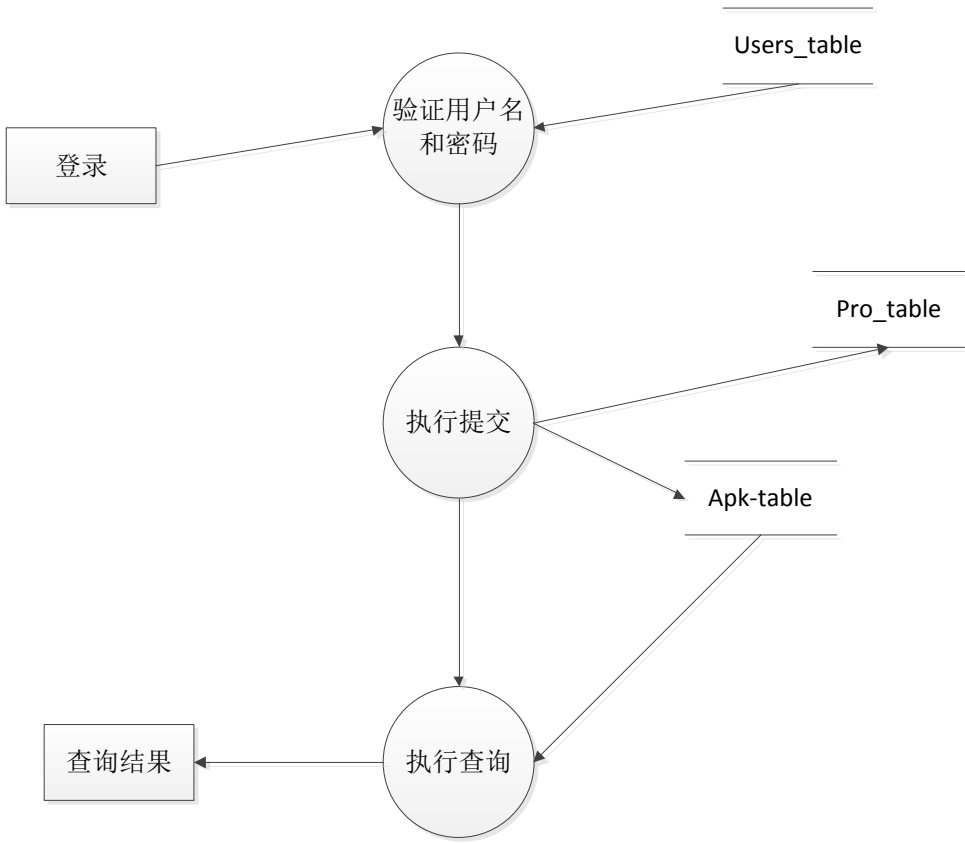 Users_table
验证用户名
和密码
登录
Pro_table
执行提交
Apk-table
查询结果
执行查询